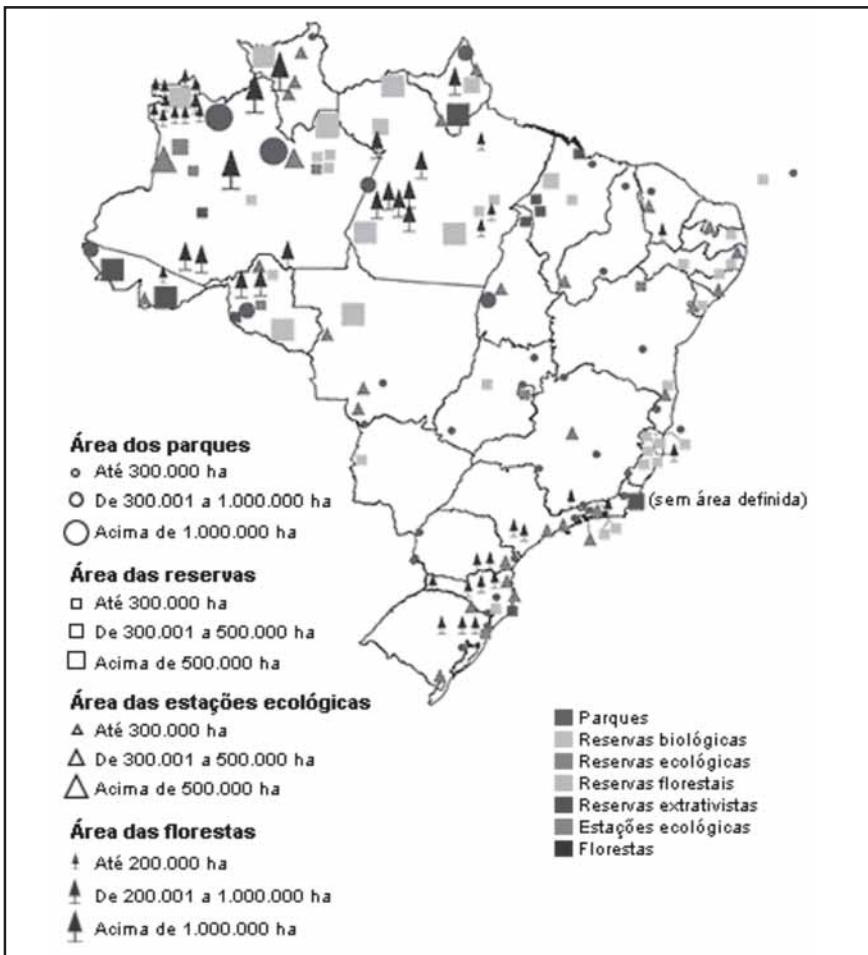 (sem área definida)
Área dos parques
Até 300.000 ha
De 300.001 a 1.000.000 ha
Acima de 1.000.000 ha
Área das reservas
Até 300.000 ha
De 300.001 a 500.000 ha
Acima de 500.000 ha
Área das estações ecológicas
Até 300.000 ha
De 300.001 a 500.000 ha
Acima de 500.000 ha
Área das florestas
Até 200.000 ha
De 200.001 a 1.000.000 ha
Acima de 1.000.000 ha
Parques
Reservas biológicas
Reservas ecológicas
Reservas florestais
Reservas extrativistas
Estações ecológicas
Florestas